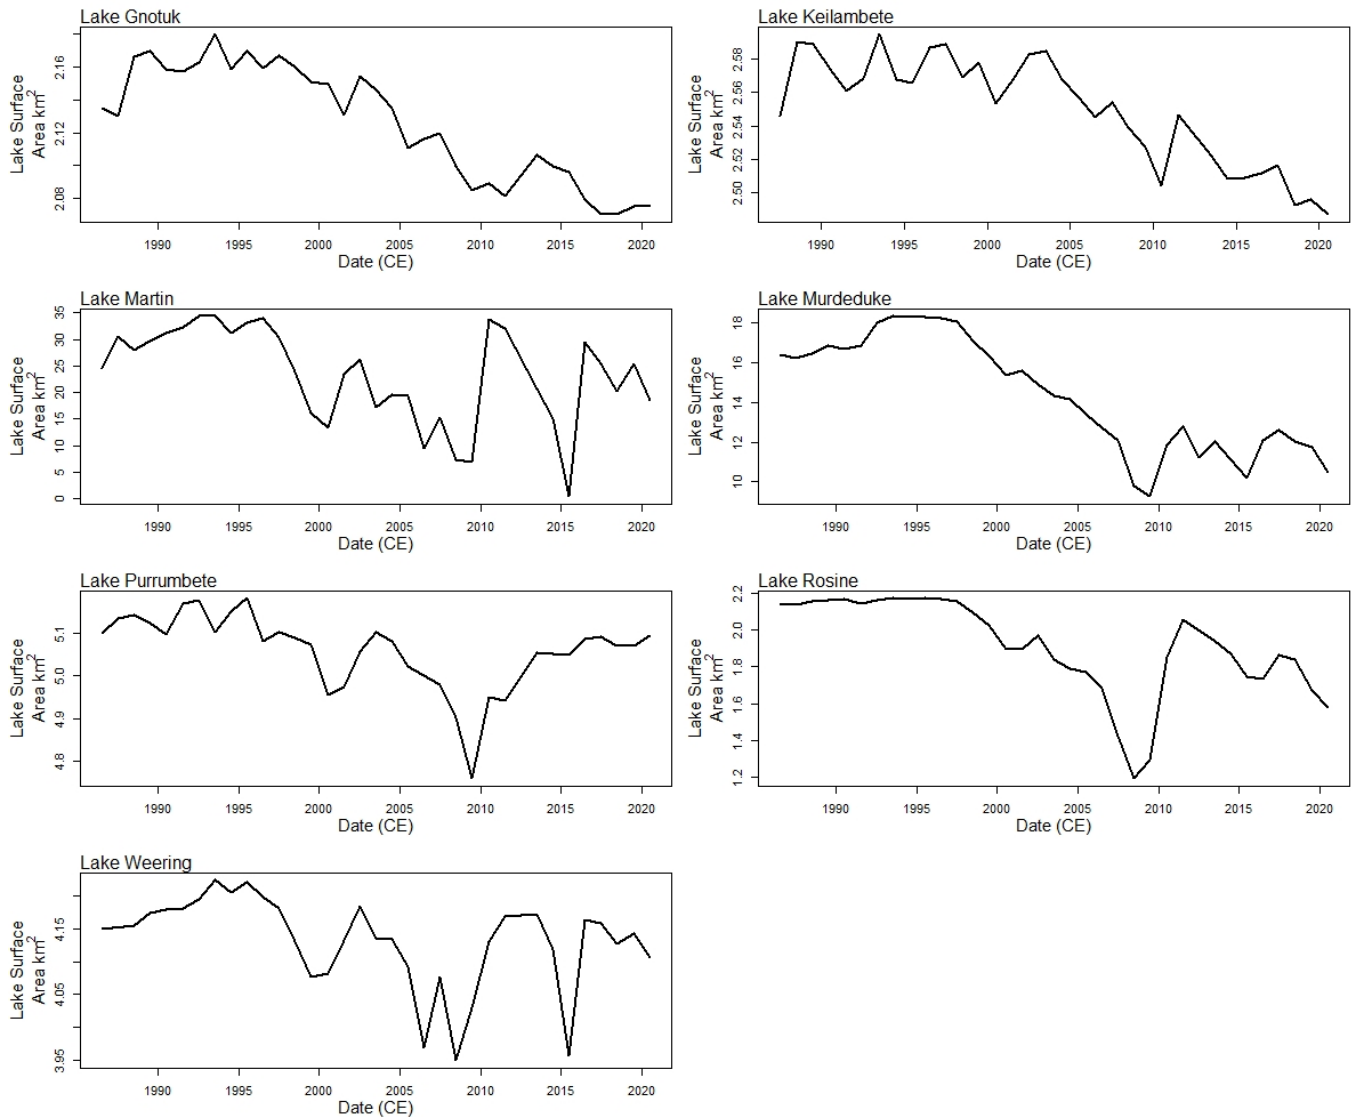 Lake Gnotuk
Lake Surface
Area km2
2.16
2.12
2.08
1990 1995 2000 2005 2010 2015 2020
Date (CE)
Lake Keilambete
Lake Surface
Area km2
2.58
2.56
2.54
2.52
2.50
1990 1995 2000 2005 2010 2015 2020
Date (CE)
Lake Martin
Lake Surface
Area km2
35
30
25
20
15
10
5
0
1990 1995 2000 2005 2010 2015 2020
Date (CE)
Lake Murdeduke
Lake Surface
Area km2
18
16
14
12
10
1990 1995 2000 2005 2010 2015 2020
Date (CE)
Lake Purrumbete
Lake Surface
Area km2
5.1
5.0
4.9
4.8
1990 1995 2000 2005 2010 2015 2020
Date (CE)
Lake Rosine
Lake Surface
Area km2
2.2
2.0
1.8
1.6
1.4
1.2
1990 1995 2000 2005 2010 2015 2020
Date (CE)
Lake Weering
Lake Surface
Area km2
4.15
4.05
3.95
1990 1995 2000 2005 2010 2015 2020
Date (CE)